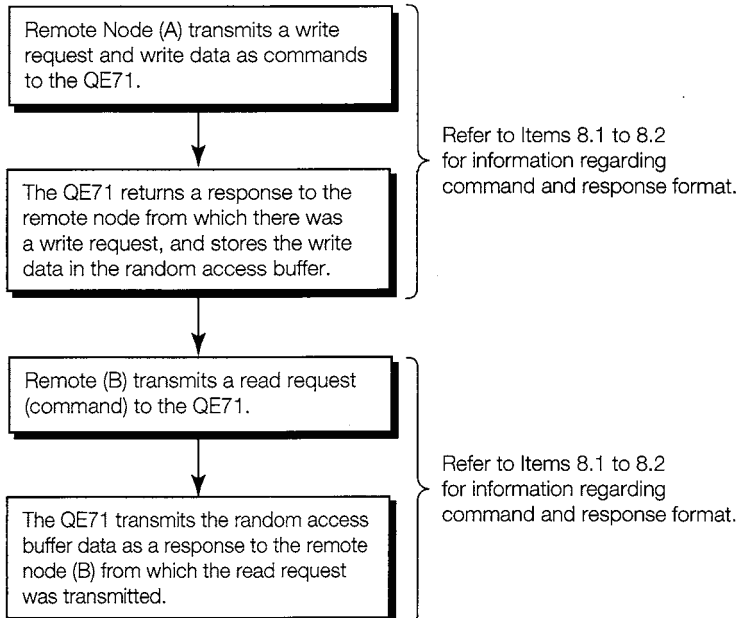 Remote Node (A) transmits a write
request and write data as commands
to the QE71.
The QE71 returns a response to the
remote node from which there was
a write request, and stores the write
data in the random access buffer.
Refer to Items 8.1 to 8.2
for information regarding
command and response format.
Remote (B) transmits a read request
(command) to the QE71.
The QE71 transmits the random access
buffer data as a response to the remote
node (B) from which the read request
was transmitted.
Refer to Items 8.1 to 8.2
for information regarding
command and response format.